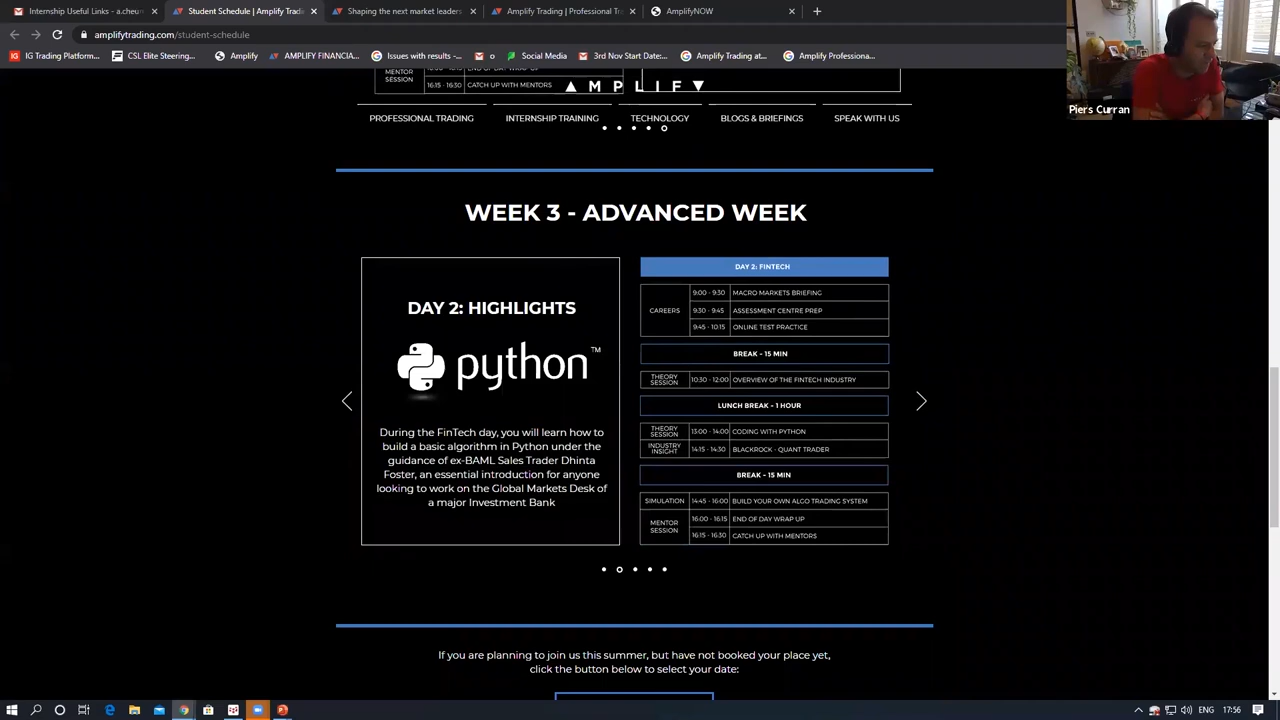 Internship Useful Links - a.cheun
Student Schedule | Amplify Tradi
Shaping the next market leaders
Amplify Trading | Professional Tr
AmplifyNOW
amplifytrading.com/student-schedule
IG Trading Platform...
CSL Elite Steering...
Amplify
AMPLIFY FINANCIA...
Issues with results -...
o
Social Media
3rd Nov Start Date:...
Amplify Trading at...
Amplify Professiona...
Piers Curran
MENTOR SESSION
END OF DAY WRAP UP
16:15 - 16:30 CATCH UP WITH MENTORS
AMPLIFY
PROFESSIONAL TRADING
INTERNSHIP TRAINING
TECHNOLOGY
BLOGS & BRIEFINGS
SPEAK WITH US
WEEK 3 - ADVANCED WEEK
DAY 2: HIGHLIGHTS
python™
During the FinTech day, you will learn how to
build a basic algorithm in Python under the
guidance of ex-BAML Sales Trader Dhinta
Foster, an essential introduction for anyone
looking to work on the Global Markets Desk of
a major Investment Bank
DAY 2: FINTECH
CAREERS
9:00 - 9:30 MACRO MARKETS BRIEFING
9:30 - 9:45 ASSESSMENT CENTRE PREP
9:45 - 10:15 ONLINE TEST PRACTICE
BREAK - 15 MIN
THEORY SESSION 10:30 - 12:00 OVERVIEW OF THE FINTECH INDUSTRY
LUNCH BREAK - 1 HOUR
THEORY SESSION 13:00 - 14:00 CODING WITH PYTHON
INDUSTRY INSIGHT 14:15 - 14:30 BLACKROCK - QUANT TRADER
BREAK - 15 MIN
SIMULATION 14:45 - 16:00 BUILD YOUR OWN ALGO TRADING SYSTEM
MENTOR SESSION
16:00 - 16:15 END OF DAY WRAP UP
16:15 - 16:30 CATCH UP WITH MENTORS
If you are planning to join us this summer, but have not booked your place yet,
click the button below to select your date:
ENG
17:56